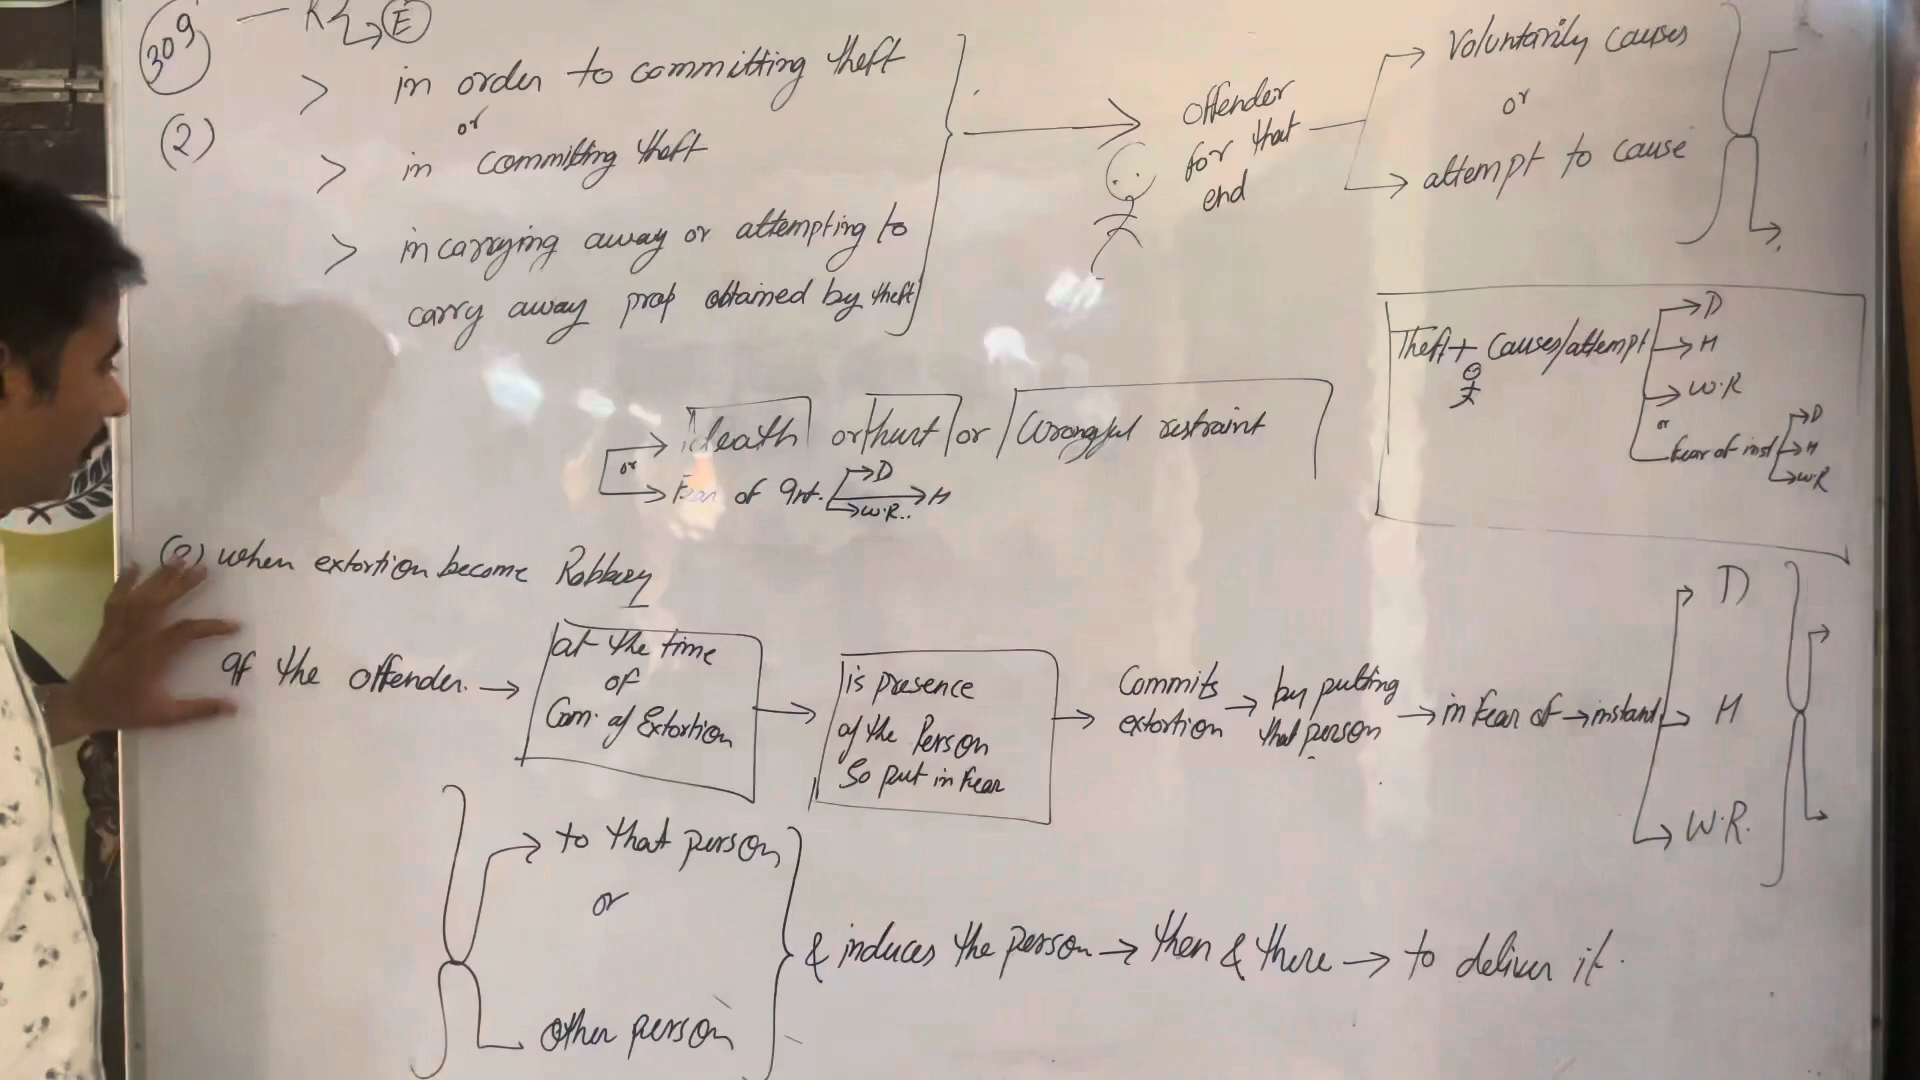 309 — R E
(2)
> in order to committing theft
or
> in committing theft
> in carrying away or attempting to
carry away prop obtained by theft
offender
for that
end
Voluntarily causes
or
attempt to cause
Theft + Causes/attempt
D
H
W.R
or
fear of inst
D
H
W.R
death or hurt or wrongful restraint
or
Fear of Int.
D
H
W.R..
(3) when extortion become Robbery
If the offender.
at the time
of
Com. of Extortion
is presence
of the Person
So put in Fear
Commits
extortion
by putting
that person
in Fear of → instant
D
H
W.R.
to that person
or
other person
& induces the person → then & there → to deliver it.